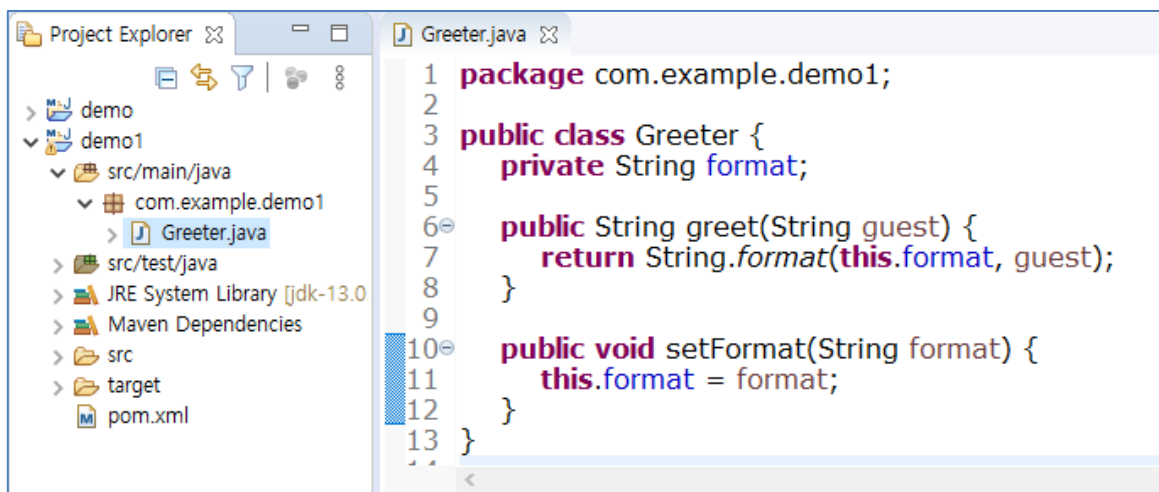 Project Explorer
demo
demo1
src/main/java
com.example.demo1
Greeter.java
src/test/java
JRE System Library [jdk-13.0
Maven Dependencies
src
target
pom.xml
Greeter.java
1 package com.example.demo1;
2
3 public class Greeter {
4 private String format;
5
6 public String greet(String guest) {
7 return String.format(this.format, guest);
8 }
9
10 public void setFormat(String format) {
11 this.format = format;
12 }
13 }